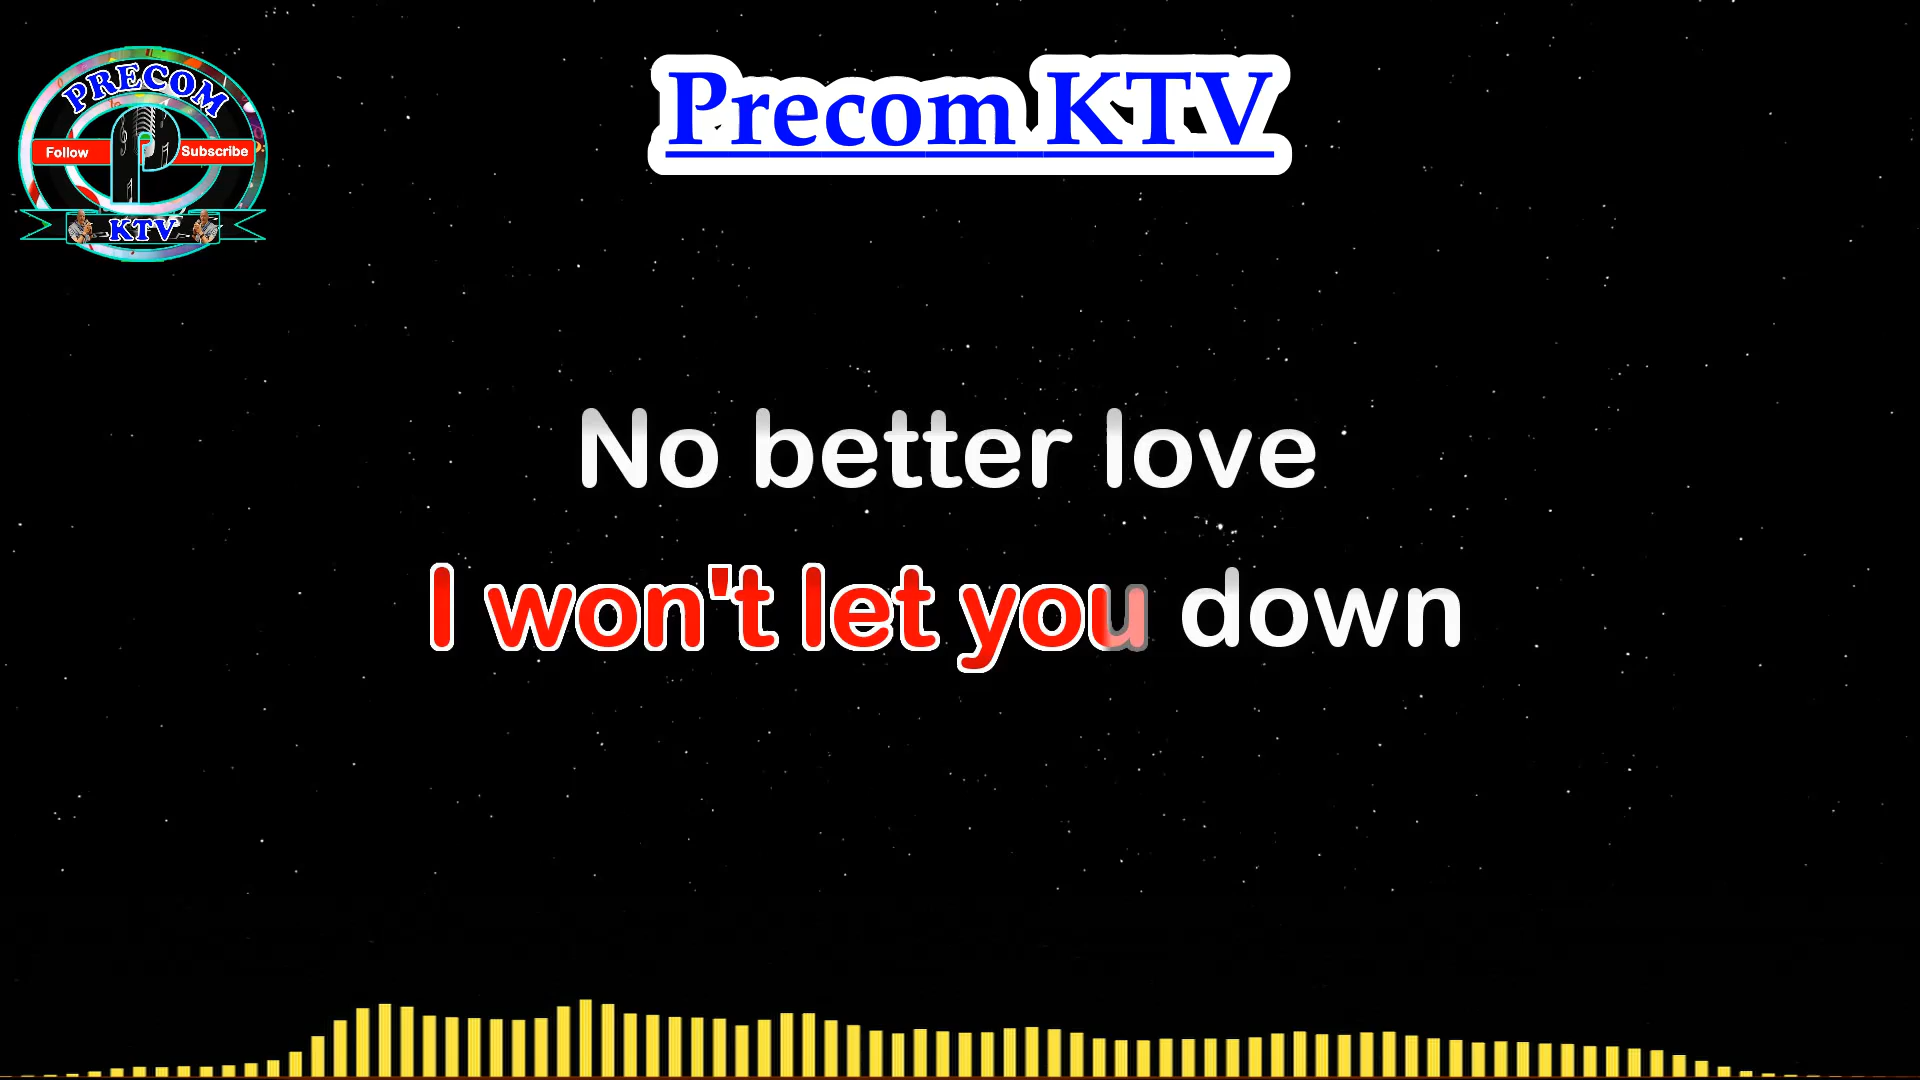 PRECOM
Follow
Subscribe
KTV
Precom KTV
No better love
I won't let you down